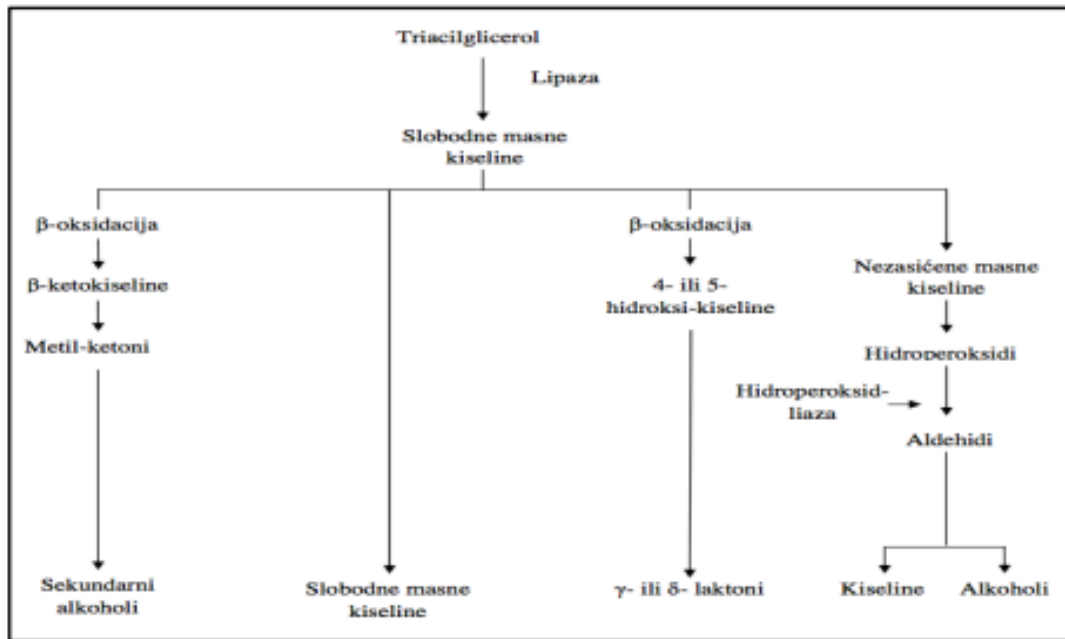 Triacilglicerol
Lipaza
Slobodne masne
kiseline
β-oksidacija
β-ketokiseline
Metil-ketoni
Sekundarni
alkoholi
Slobodne masne
kiseline
β-oksidacija
4- ili 5-
hidroksi-kiseline
γ- ili δ- laktoni
Nezasićene masne
kiseline
Hidroperoksidi
Hidroperoksid-
liaza
Aldehidi
Kiseline
Alkoholi